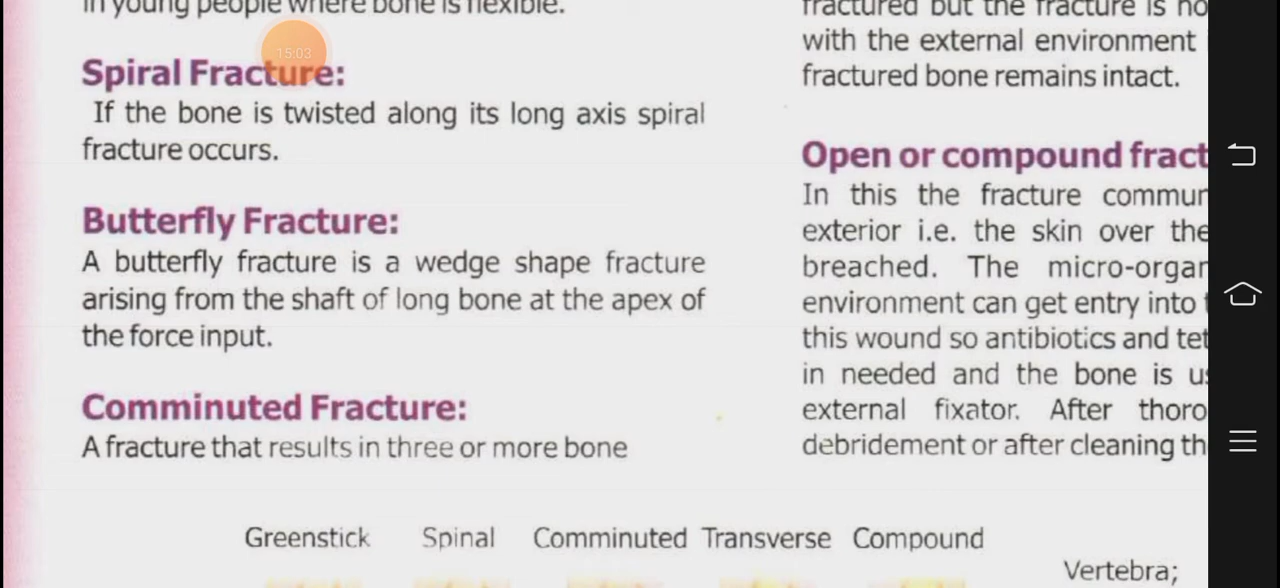 in young people where bone is flexible.
15:03
Spiral Fracture:
If the bone is twisted along its long axis spiral
fracture occurs.
Butterfly Fracture:
A butterfly fracture is a wedge shape fracture
arising from the shaft of long bone at the apex of
the force input.
Comminuted Fracture:
A fracture that results in three or more bone
fractured but the fracture is
with the external environment
fractured bone remains intact.
Open or compound fract
In this the fracture commun
exterior i.e. the skin over the
breached. The micro-organ
environment can get entry into
this wound so antibiotics and tet
in needed and the bone is
external fixator. After thoro
debridement or after cleaning th
Greenstick Spinal Comminuted Transverse Compound
Vertebra;